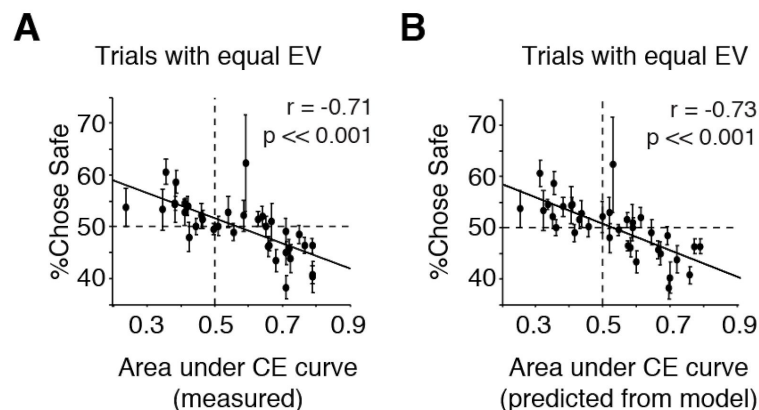 A
Trials with equal EV
r = -0.71
p << 0.001
%Chose Safe
70
60
50
40
0.3 0.5 0.7 0.9
Area under CE curve
(measured)
B
Trials with equal EV
r = -0.73
p << 0.001
%Chose Safe
70
60
50
40
0.3 0.5 0.7 0.9
Area under CE curve
(predicted from model)